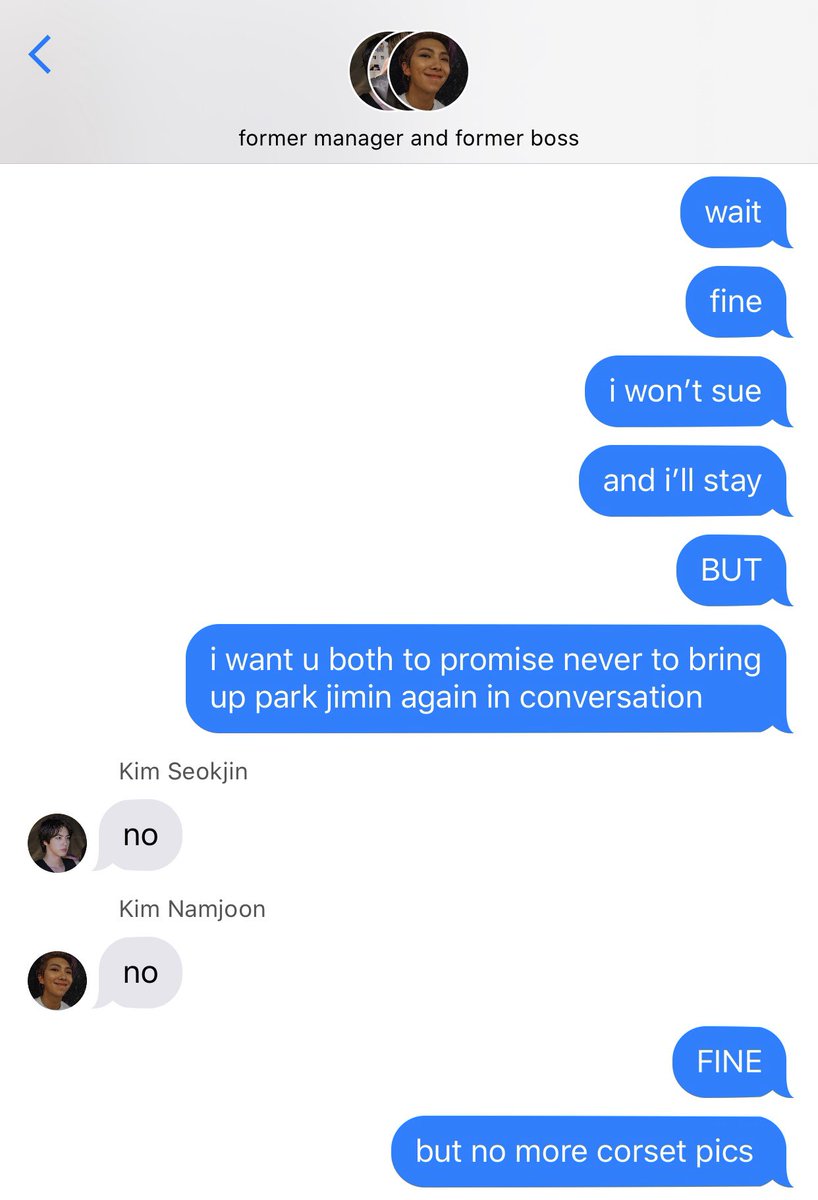 former manager and former boss
wait
fine
i won’t sue
and i’ll stay
BUT
i want u both to promise never to bring
up park jimin again in conversation
Kim Seokjin
no
Kim Namjoon
no
FINE
but no more corset pics